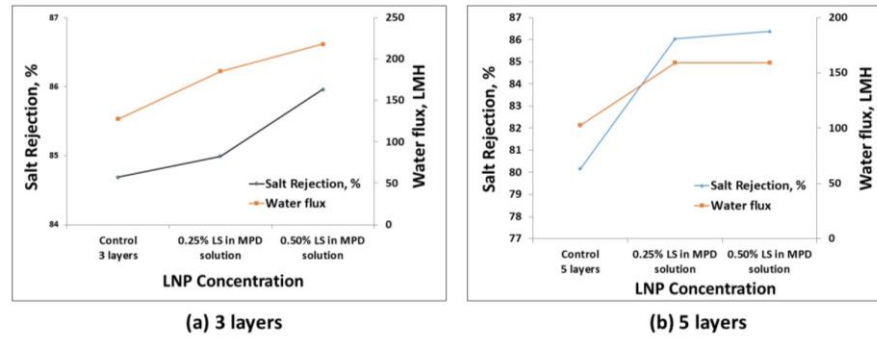 87
86
85
84
Salt Rejection, %
250
200
150
100
50
0
Water flux, LMH
Salt Rejection, %
Water flux
Control
3 layers
0.25% LS in MPD
solution
0.50% LS in MPD
solution
LNP Concentration
(a) 3 layers
87
86
85
84
83
82
81
80
79
78
77
Salt Rejection, %
200
150
100
50
0
Water flux, LMH
Salt Rejection, %
Water flux
Control
5 layers
0.25% LS in MPD
solution
0.50% LS in MPD
solution
LNP Concentration
(b) 5 layers